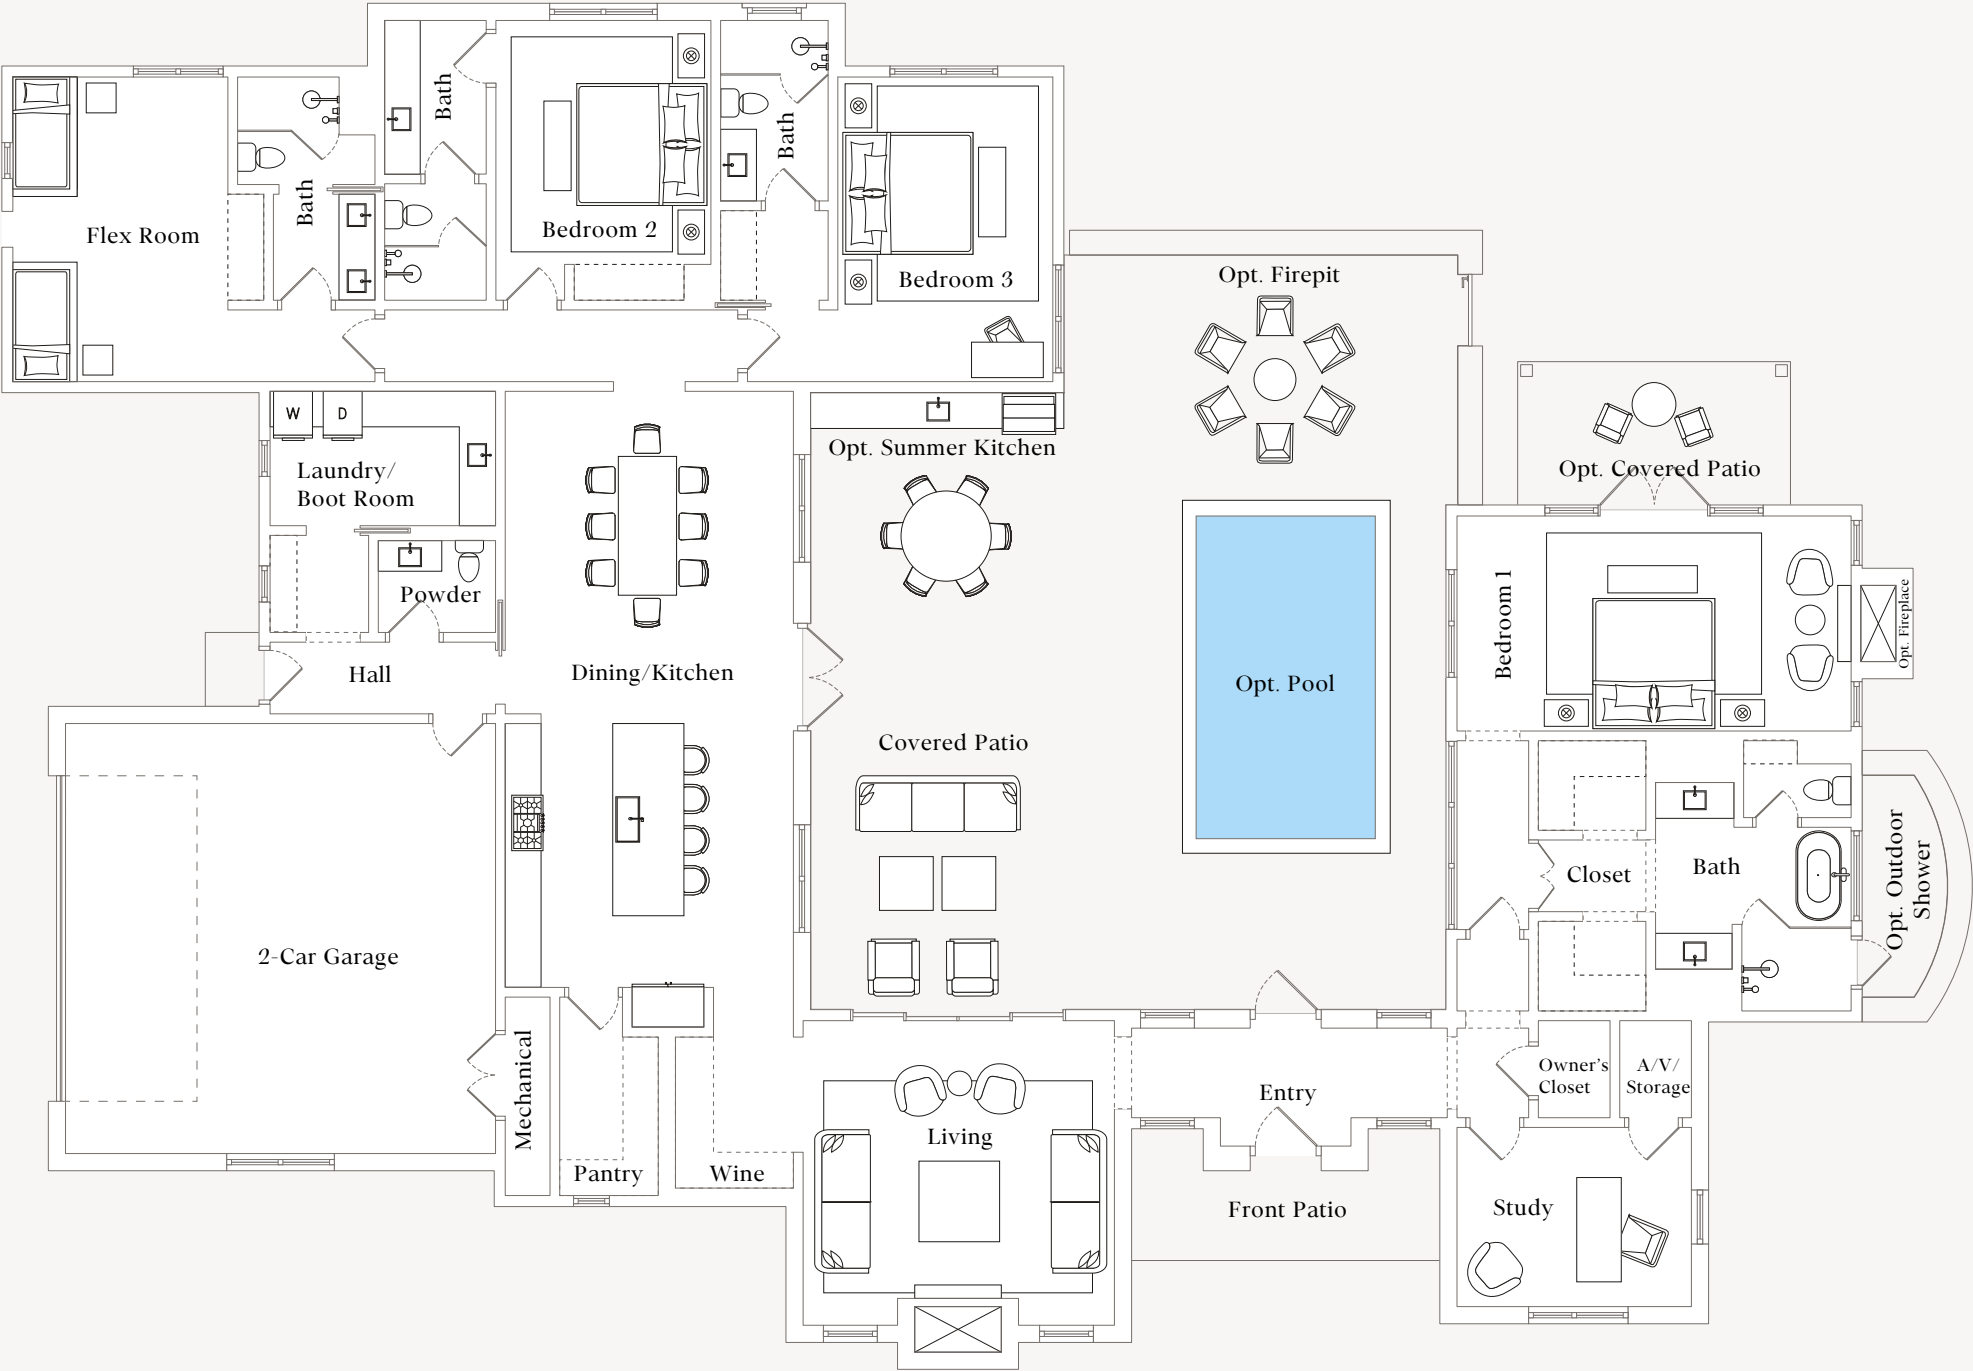 Bath
Bath
Bath
Flex Room
Bedroom 2
Bedroom 3
Opt. Firepit
W
D
Opt. Summer Kitchen
Laundry/
Boot Room
Opt. Covered Patio
Powder
Bedroom 1
Opt. Fireplace
Hall
Dining/Kitchen
Opt. Pool
Covered Patio
Closet
Bath
Opt. Outdoor
Shower
2-Car Garage
Mechanical
Owner's
Closet
A/V/
Storage
Entry
Living
Pantry
Wine
Front Patio
Study